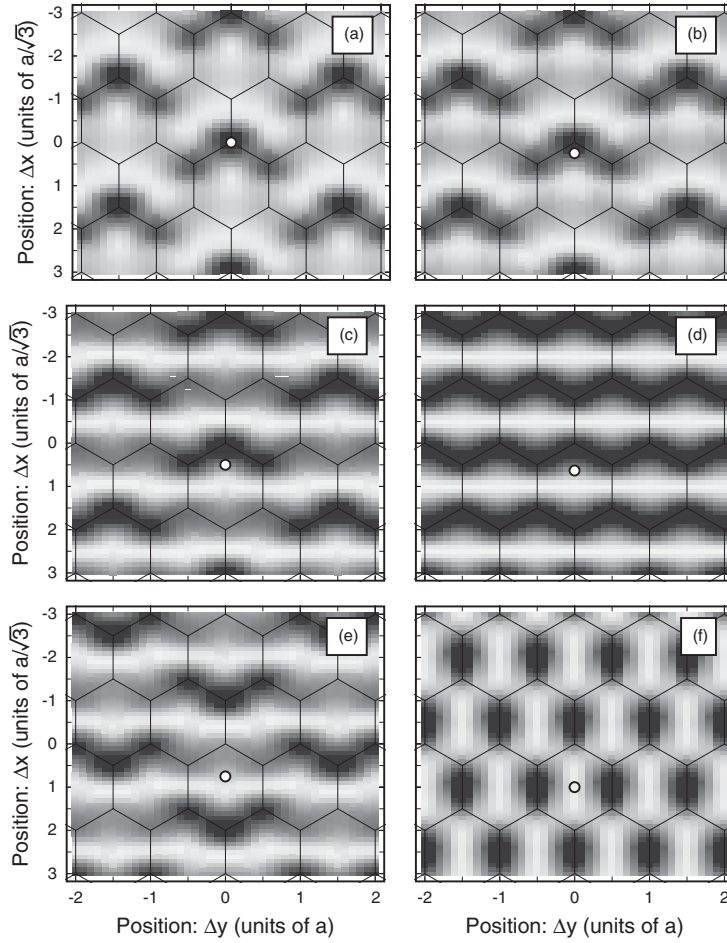 (a)
(b)
-3
-2
-1
0
1
2
3
Position: Δx (units of a/√3)
(c)
(d)
-3
-2
-1
0
1
2
3
Position: Δx (units of a/√3)
(e)
(f)
-3
-2
-1
0
1
2
3
Position: Δx (units of a/√3)
-2 -1 0 1 2
-2 -1 0 1 2
Position: Δy (units of a)
Position: Δy (units of a)